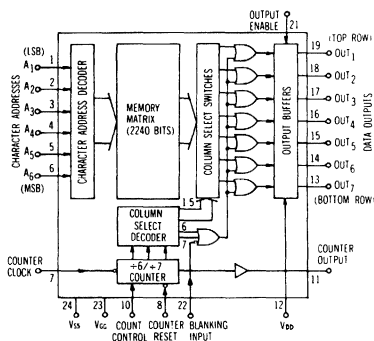 OUTPUT
ENABLE
21
(TOP ROW)
CHARACTER ADDRESSES
(LSB)
A1 1
A2 2
A3 3
A4 4
A5 5
A6 6
(MSB)
CHARACTER ADDRESS DECODER
MEMORY
MATRIX
(2240 BITS)
COLUMN SELECT SWITCHES
OUTPUT BUFFERS
19 OUT1
18 OUT2
17 OUT3
16 OUT4
15 OUT5
14 OUT6
13 OUT7
(BOTTOM ROW)
DATA OUTPUTS
COLUMN
SELECT
DECODER
1 5
6
7
÷6/÷7
COUNTER
COUNTER
CLOCK
7
COUNTER
OUTPUT
11
24
VSS
23
VGG
10
COUNT
CONTROL
8
COUNTER
RESET
22
BLANKING
INPUT
12
VDD